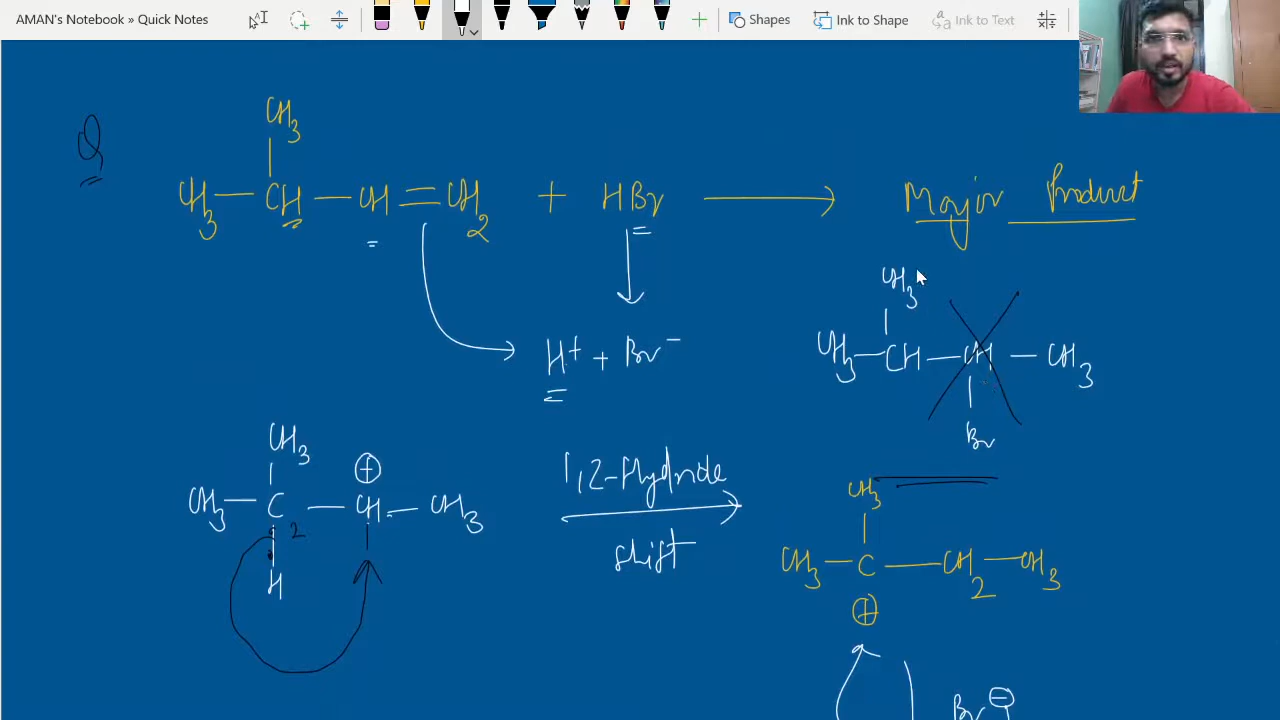 AMAN's Notebook » Quick Notes
Shapes
Ink to Shape
Ink to Text
Q
CH3
CH3 — CH — CH = CH2 + HBr ⟶ Major Product
H+ + Br−
CH3
CH3 — CH — CH — CH3
Br
CH3 ⊕
CH3 — C — CH — CH3
2
H
1,2-Hydride
shift
CH3
CH3 — C — CH2 — CH3
⊕
Br ⊖